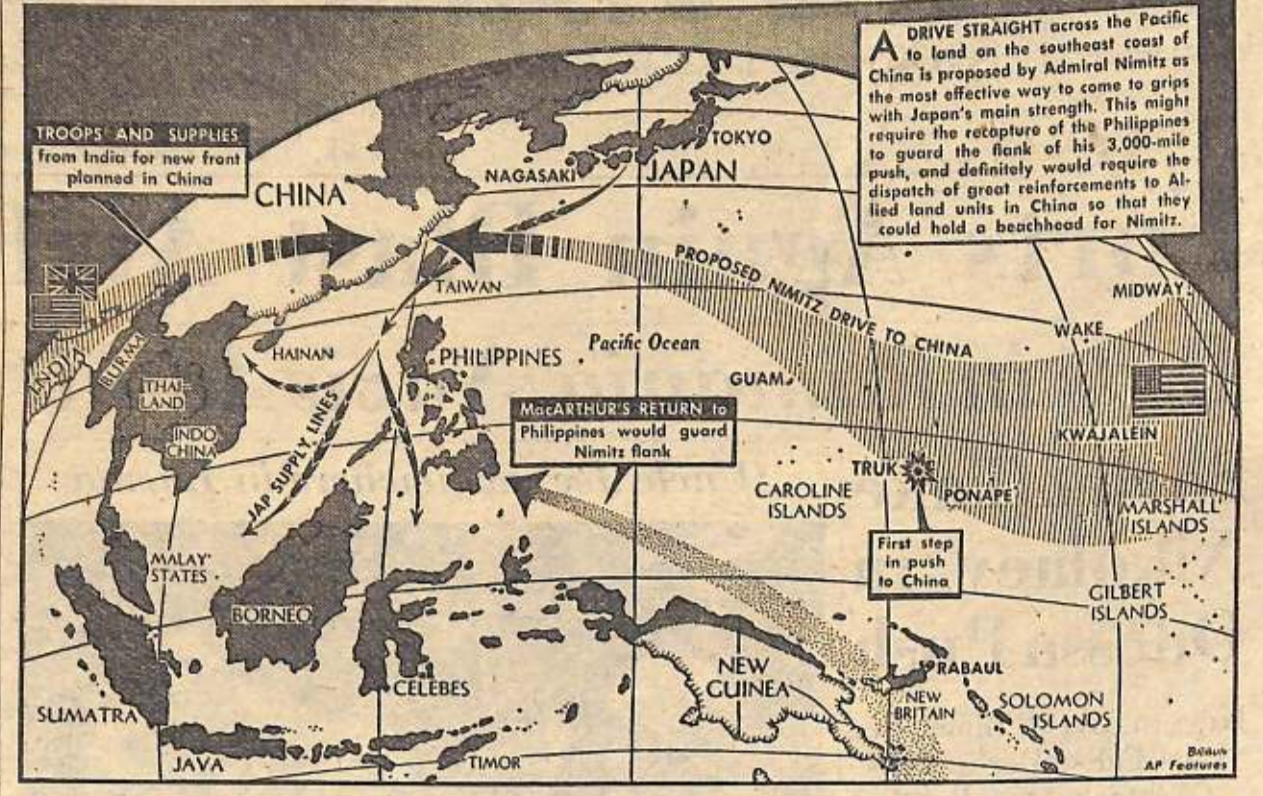 A DRIVE STRAIGHT across the Pacific
to land on the southeast coast of
China is proposed by Admiral Nimitz as
the most effective way to come to grips
with Japan's main strength. This might
require the recapture of the Philippines
to guard the flank of his 3,000-mile
push, and definitely would require the
dispatch of great reinforcements to Al-
lied land units in China so that they
could hold a beachhead for Nimitz.
TROOPS AND SUPPLIES
from India for new front
planned in China
TOKYO
NAGASAKI
JAPAN
CHINA
PROPOSED NIMITZ DRIVE TO CHINA
TAIWAN
MIDWAY
WAKE
HAINAN
PHILIPPINES
Pacific Ocean
INDIA
BURMA
THAI-
LAND
GUAM
INDO
CHINA
JAP SUPPLY LINES
MacARTHUR'S RETURN to
Philippines would guard
Nimitz flank
KWAJALEIN
TRUK
PONAPE
CAROLINE
ISLANDS
MARSHALL
ISLANDS
First step
in push
to China
MALAY
STATES
GILBERT
ISLANDS
BORNEO
NEW
GUINEA
RABAUL
CELEBES
NEW
BRITAIN
SOLOMON
ISLANDS
SUMATRA
JAVA
TIMOR
BRAUN
AP Features